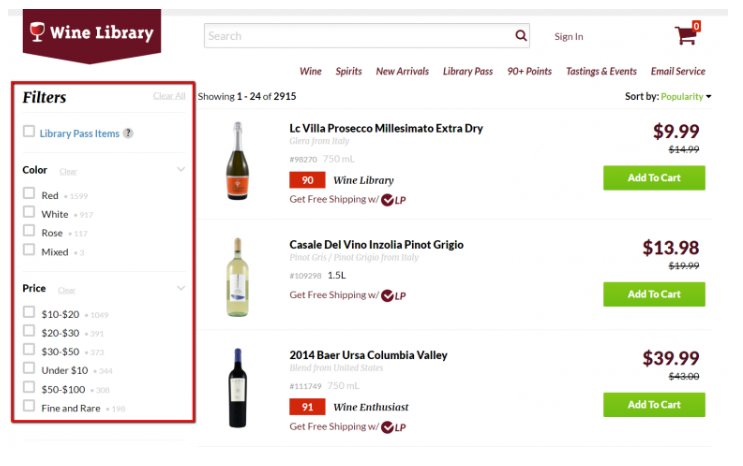 Wine Library
Search
Sign In
0
Wine Spirits New Arrivals Library Pass 90+ Points Tastings & Events Email Service
Filters Clear All
Library Pass Items ?
Color Clear
Red • 1599
White • 917
Rose • 117
Mixed • 3
Price Clear
$10-$20 • 1049
$20-$30 • 391
$30-$50 • 373
Under $10 • 344
$50-$100 • 308
Fine and Rare • 198
Showing 1 - 24 of 2915 Sort by: Popularity
Lc Villa Prosecco Millesimato Extra Dry
Glera from Italy
#98270 750 mL
90 Wine Library
Get Free Shipping w/ LP
$9.99
$14.99
Add To Cart
Casale Del Vino Inzolia Pinot Grigio
Pinot Gris / Pinot Grigio from Italy
#109298 1.5L
Get Free Shipping w/ LP
$13.98
$19.99
Add To Cart
2014 Baer Ursa Columbia Valley
Blend from United States
#111749 750 mL
91 Wine Enthusiast
Get Free Shipping w/ LP
$39.99
$43.00
Add To Cart